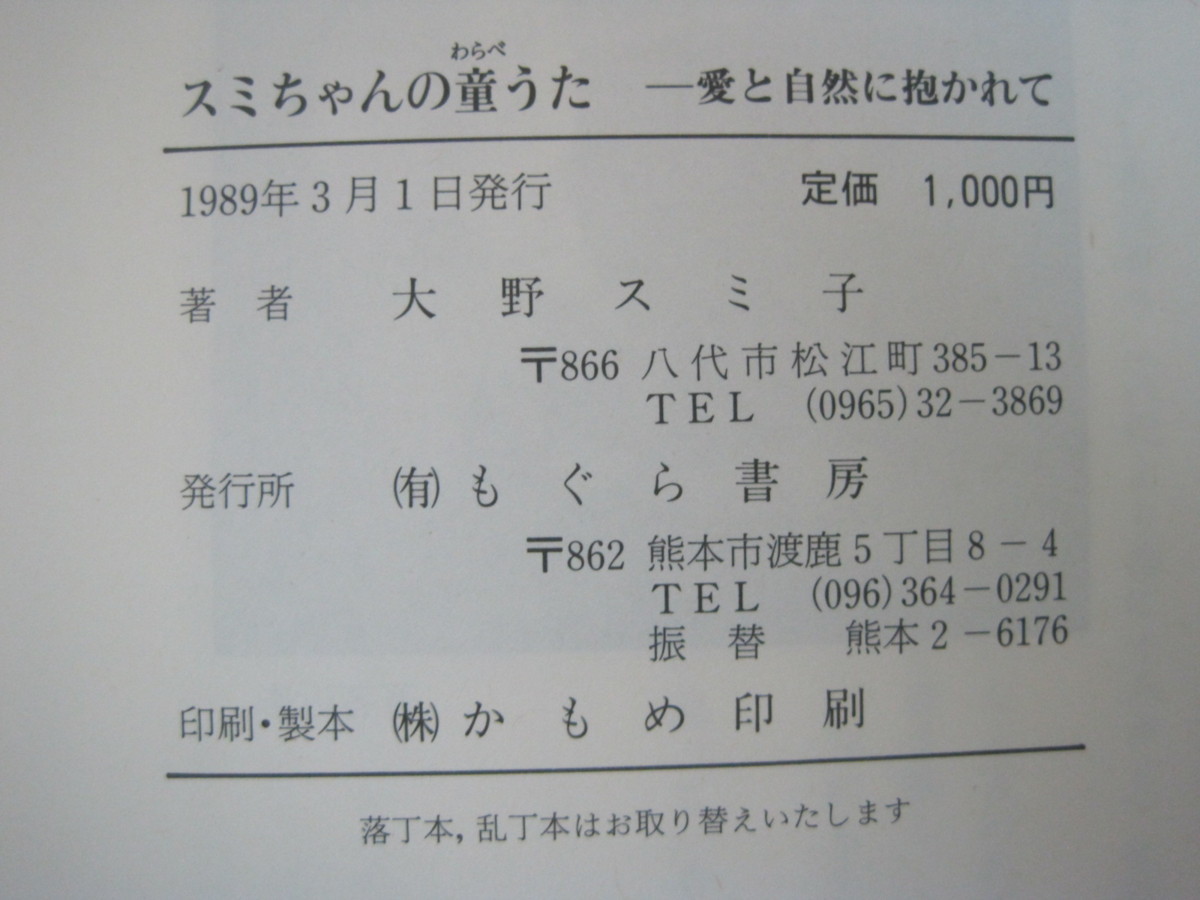 わらべ
スミちゃんの童うた ―愛と自然に抱かれて
1989年3月1日発行 定価 1,000円
著者 大野スミ子
〒866 八代市松江町385－13
TEL (0965)32－3869
発行所 ㈲もぐら書房
〒862 熊本市渡鹿5丁目8－4
TEL (096)364－0291
振替 熊本2－6176
印刷・製本 ㈱かもめ印刷
落丁本,乱丁本はお取り替えいたします